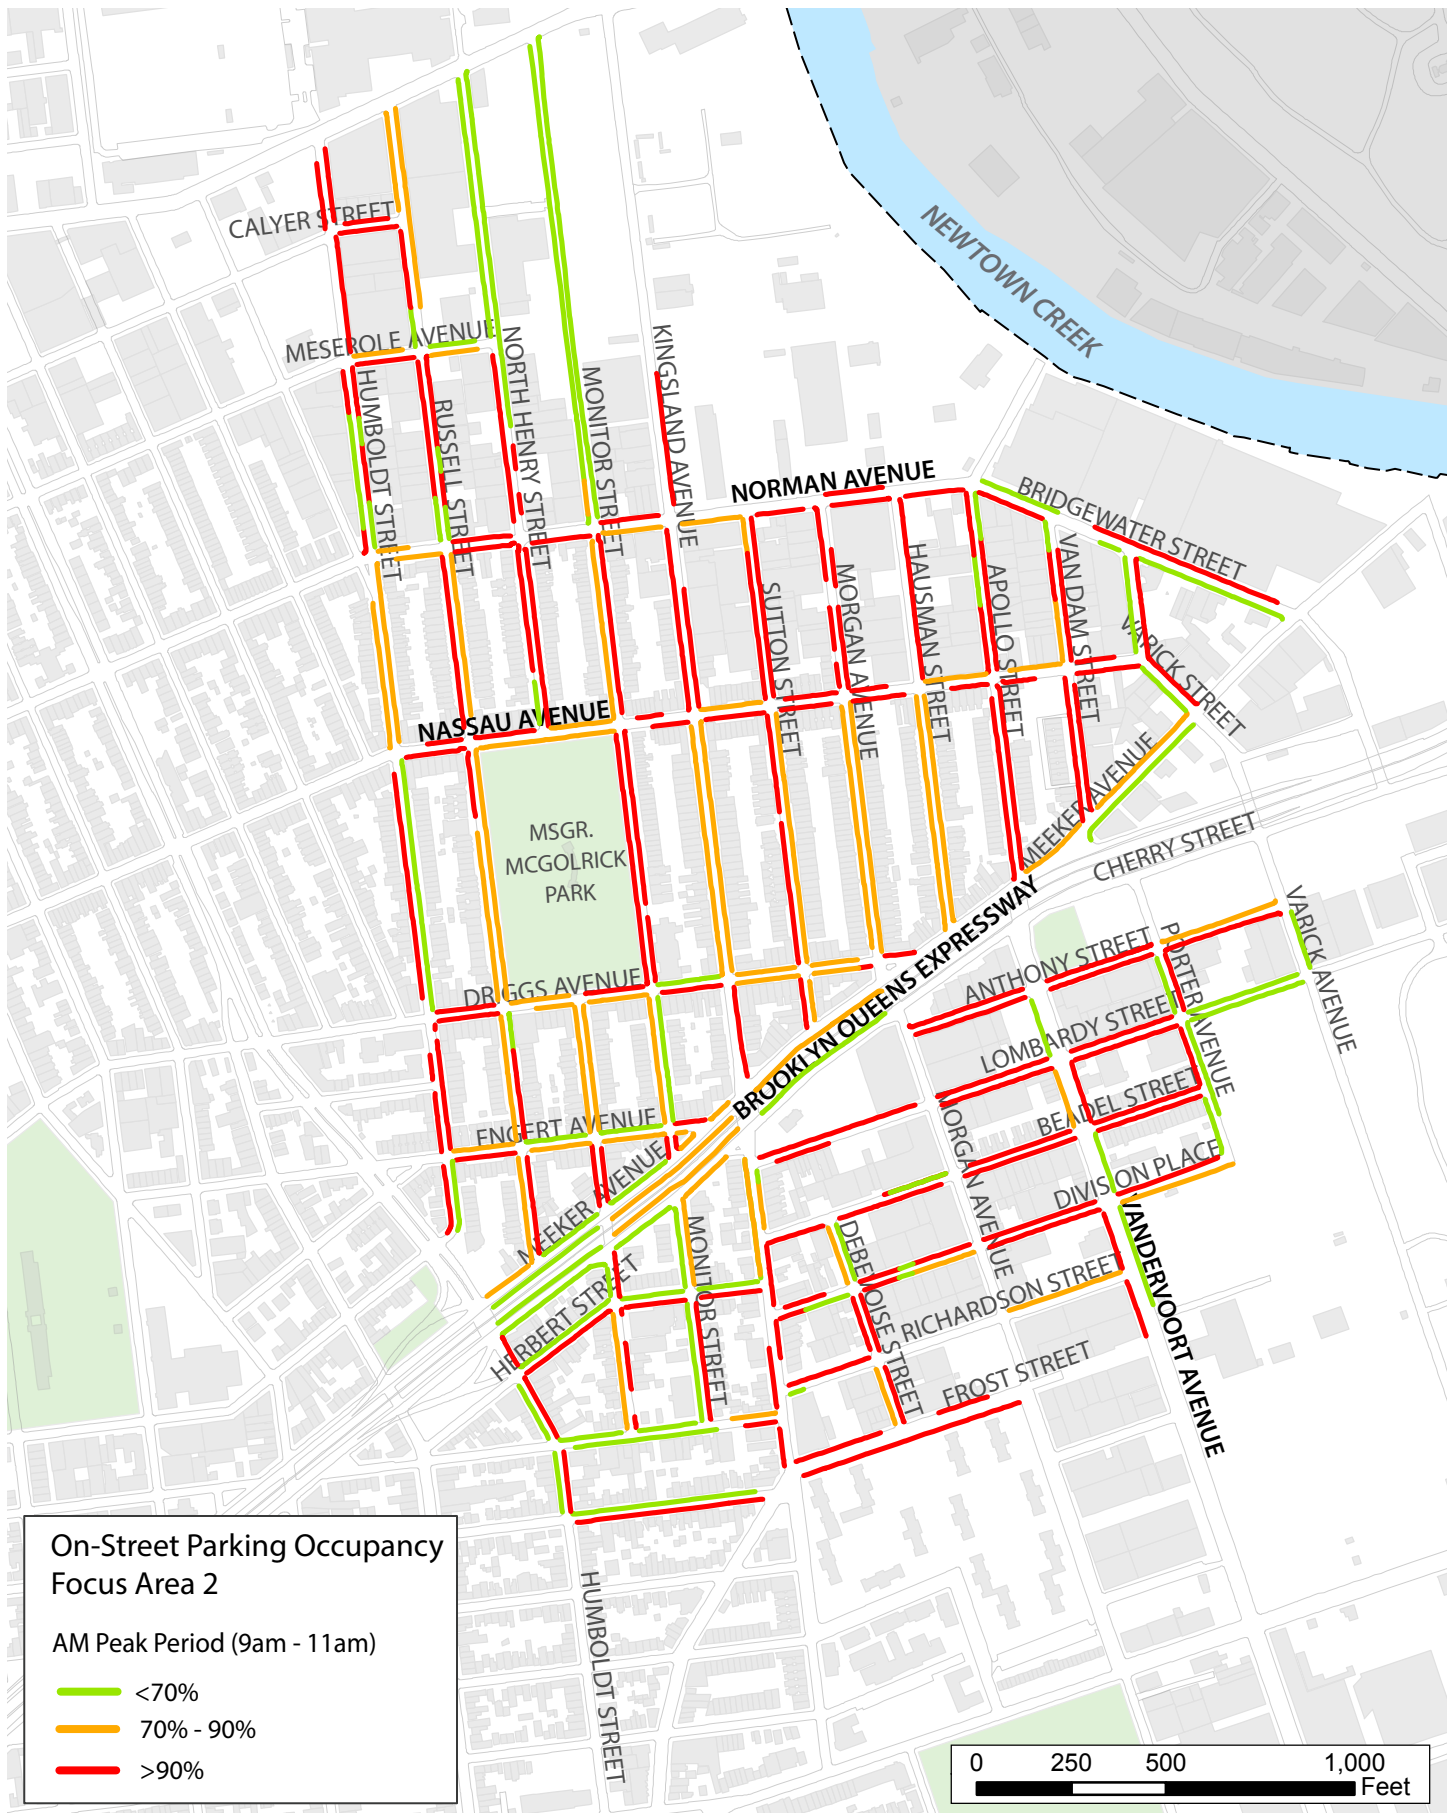 CALYER STREET
NEWTOWN CREEK
MESEROLE AVENUE
NORTH HENRY STREET
KINGSLAND AVENUE
HUMBOLDT STREET
RUSSELL STREET
MONITOR STREET
NORMAN AVENUE
BRIDGEWATER STREET
VAN DAM STREET
HAUSMAN STREET
APOLLO STREET
MORGAN AVENUE
SUTTON STREET
VARICK STREET
NASSAU AVENUE
MEEKER AVENUE
MSGR.
MCGOLRICK
PARK
CHERRY STREET
BROOKLYN QUEENS EXPRESSWAY
VARICK AVENUE
PORTER AVENUE
ANTHONY STREET
DRIGGS AVENUE
LOMBARDY STREET
BEADEL STREET
ENGERT AVENUE
MORGAN AVENUE
DIVISION PLACE
MEEKER AVENUE
VANDERVOORT AVENUE
MONITOR STREET
DEBEVOISE STREET
HERBERT STREET
RICHARDSON STREET
FROST STREET
HUMBOLDT STREET
On-Street Parking Occupancy
Focus Area 2
AM Peak Period (9am - 11am)
<70%
70% - 90%
>90%
0 250 500 1,000
Feet